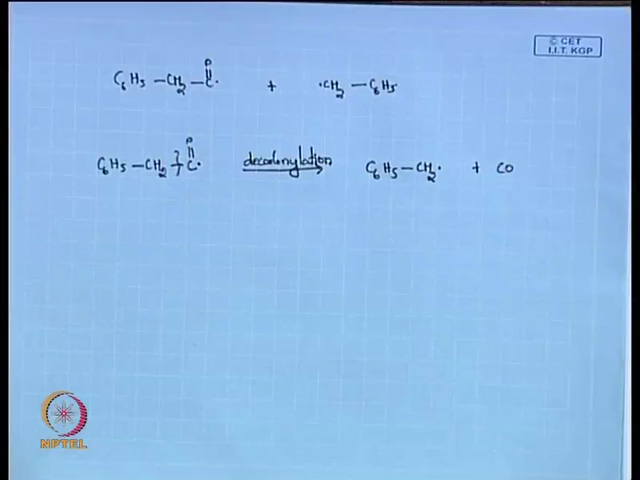 © CET
I.I.T. KGP
O
C₆H₅—CH₂—C· + ·CH₂—C₆H₅
O
C₆H₅—CH₂—C· decarbonylation C₆H₅—CH₂· + CO
NPTEL